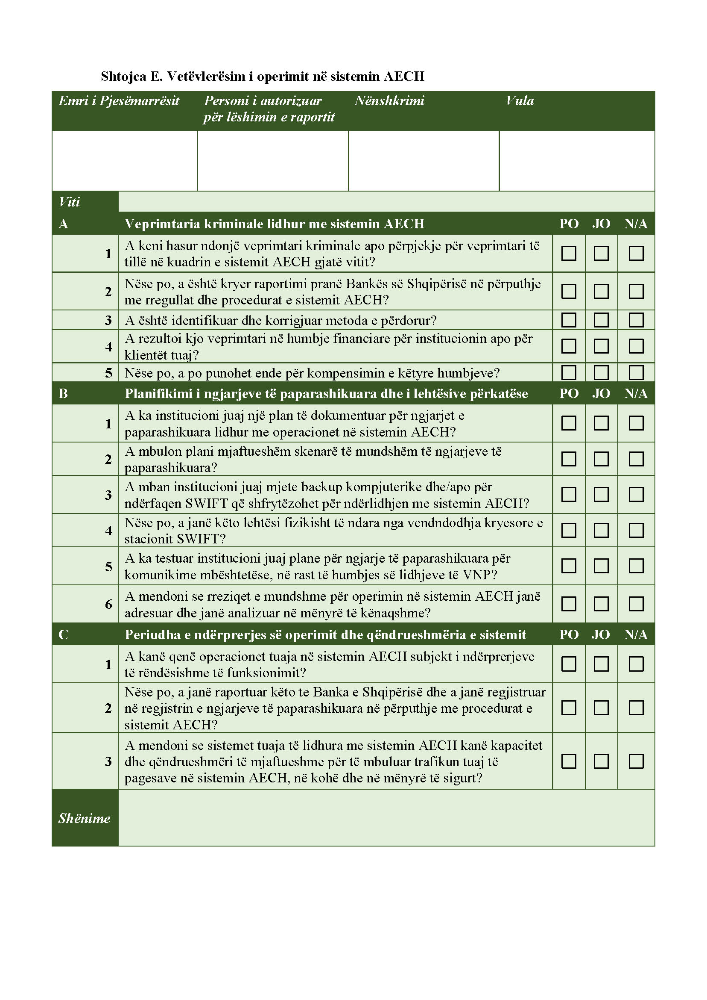 Shtojca E. Vetëvlerësim i operimit në sistemin AECH
Emri i Pjesëmarrësit Personi i autorizuar Nënshkrimi Vula
për lëshimin e raportit
Viti
A Veprimtaria kriminale lidhur me sistemin AECH PO JO N/A
1 A keni hasur ndonjë veprimtari kriminale apo përpjekje për veprimtari të
tillë në kuadrin e sistemit AECH gjatë vitit?
2 Nëse po, a është kryer raportimi pranë Bankës së Shqipërisë në përputhje
me rregullat dhe procedurat e sistemit AECH?
3 A është identifikuar dhe korrigjuar metoda e përdorur?
4 A rezultoi kjo veprimtari në humbje financiare për institucionin apo për
klientët tuaj?
5 Nëse po, a po punohet ende për kompensimin e këtyre humbjeve?
B Planifikimi i ngjarjeve të paparashikuara dhe i lehtësive përkatëse PO JO N/A
1 A ka institucioni juaj një plan të dokumentuar për ngjarjet e
paparashikuara lidhur me operacionet në sistemin AECH?
2 A mbulon plani mjaftueshëm skenarë të mundshëm të ngjarjeve të
paparashikuara?
3 A mban institucioni juaj mjete backup kompjuterike dhe/apo për
ndërfaqen SWIFT që shfrytëzohet për ndërlidhjen me sistemin AECH?
4 Nëse po, a janë këto lehtësi fizikisht të ndara nga vendndodhja kryesore e
stacionit SWIFT?
5 A ka testuar institucioni juaj plane për ngjarje të paparashikuara për
komunikime mbështetëse, në rast të humbjes së lidhjeve të VNP?
6 A mendoni se rreziqet e mundshme për operimin në sistemin AECH janë
adresuar dhe janë analizuar në mënyrë të kënaqshme?
C Periudha e ndërprerjes së operimit dhe qëndrueshmëria e sistemit PO JO N/A
1 A kanë qenë operacionet tuaja në sistemin AECH subjekt i ndërprerjeve
të rëndësishme të funksionimit?
2 Nëse po, a janë raportuar këto te Banka e Shqipërisë dhe a janë regjistruar
në regjistrin e ngjarjeve të paparashikuara në përputhje me procedurat e
sistemit AECH?
3 A mendoni se sistemet tuaja të lidhura me sistemin AECH kanë kapacitet
dhe qëndrueshmëri të mjaftueshme për të mbuluar trafikun tuaj të
pagesave në sistemin AECH, në kohë dhe në mënyrë të sigurt?
Shënime